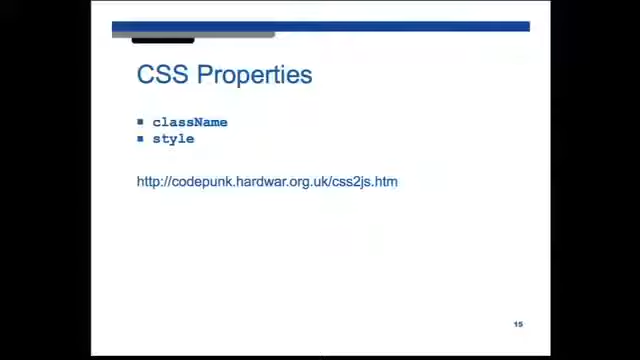 CSS Properties
className
style
http://codepunk.hardwar.org.uk/css2js.htm
15